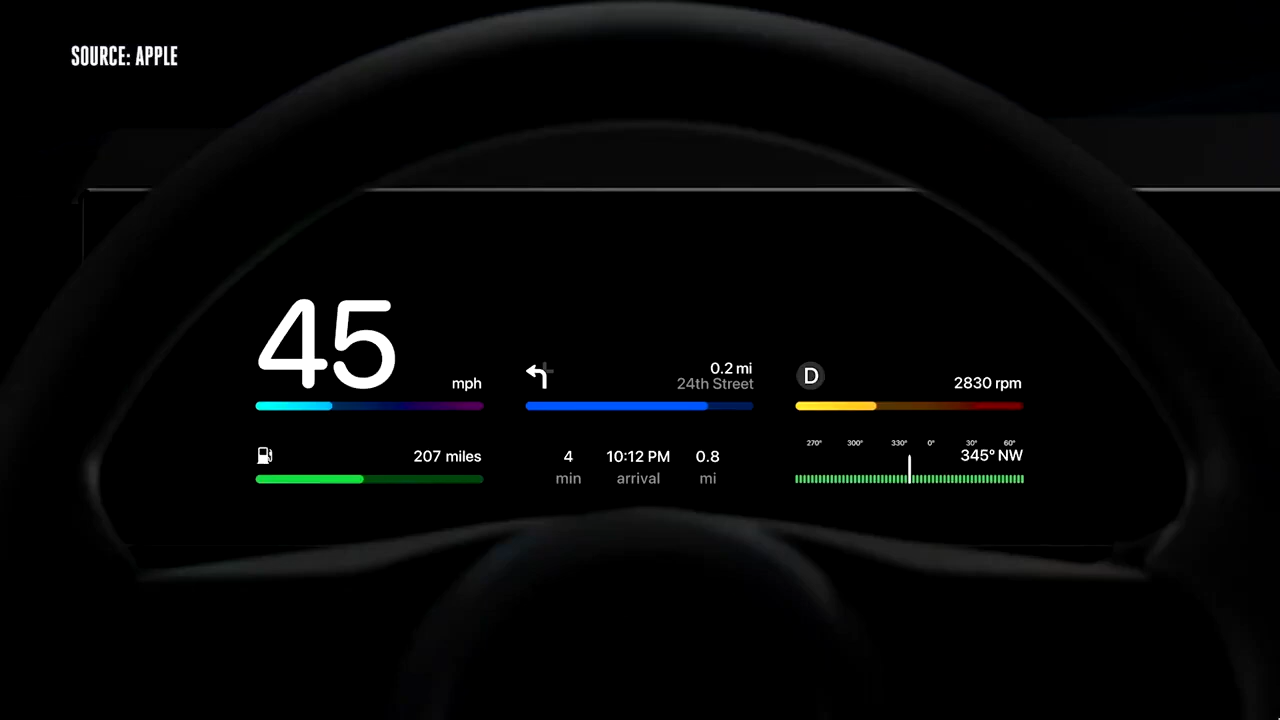 SOURCE: APPLE
45 mph
0.2 mi
24th Street
D 2830 rpm
207 miles
4 10:12 PM 0.8
min arrival mi
270° 300° 330° 0° 30° 60°
345° NW